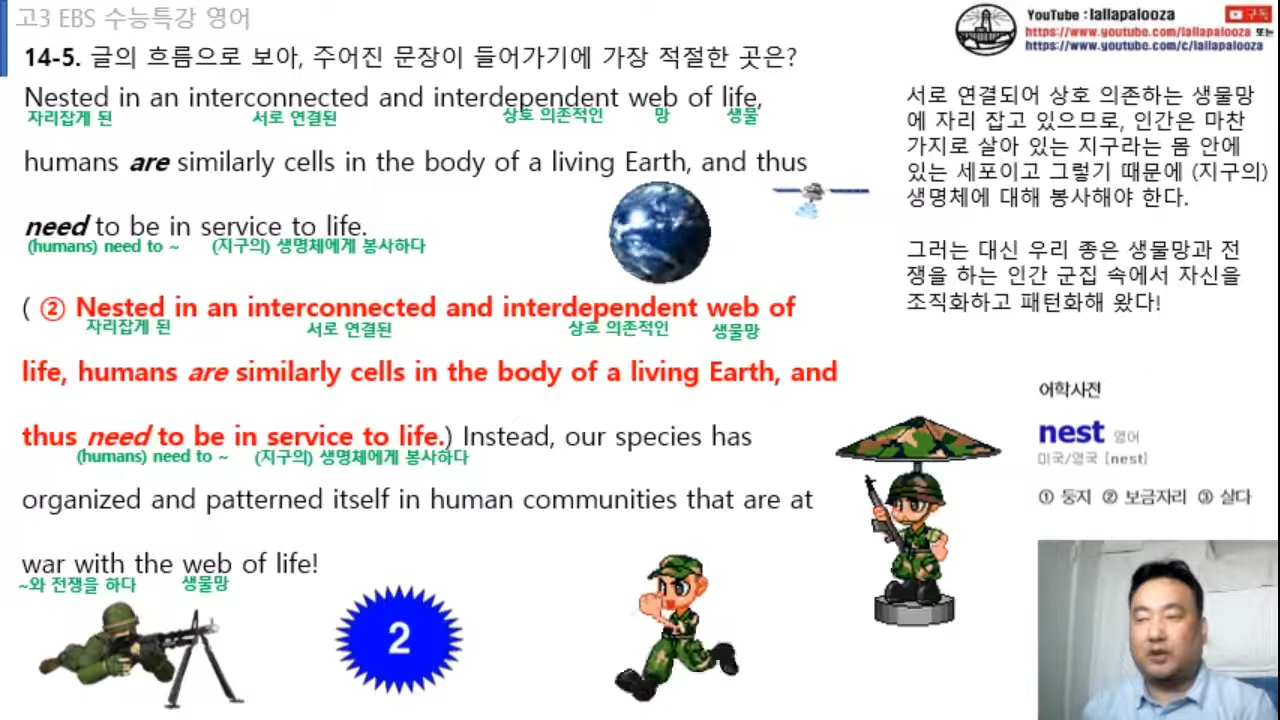 고3 EBS 수능특강 영어
YouTube : lallapalooza
구독
https://www.youtube.com/lallapalooza 또는
https://www.youtube.com/c/lallapalooza
14-5. 글의 흐름으로 보아, 주어진 문장이 들어가기에 가장 적절한 곳은?
Nested in an interconnected and interdependent web of life,
자리잡게 된 서로 연결된 상호 의존적인 망 생물
humans are similarly cells in the body of a living Earth, and thus
need to be in service to life.
(humans) need to ~ (지구의) 생명체에게 봉사하다
( ② Nested in an interconnected and interdependent web of
자리잡게 된 서로 연결된 상호 의존적인 생물망
life, humans are similarly cells in the body of a living Earth, and
thus need to be in service to life.) Instead, our species has
(humans) need to ~ (지구의) 생명체에게 봉사하다
organized and patterned itself in human communities that are at
war with the web of life!
~와 전쟁을 하다 생물망
2
서로 연결되어 상호 의존하는 생물망
에 자리 잡고 있으므로, 인간은 마찬
가지로 살아 있는 지구라는 몸 안에
있는 세포이고 그렇기 때문에 (지구의)
생명체에 대해 봉사해야 한다.
그러는 대신 우리 종은 생물망과 전
쟁을 하는 인간 군집 속에서 자신을
조직화하고 패턴화해 왔다!
어학사전
nest 영어
미국/영국 [nest]
① 둥지 ② 보금자리 ③ 살다